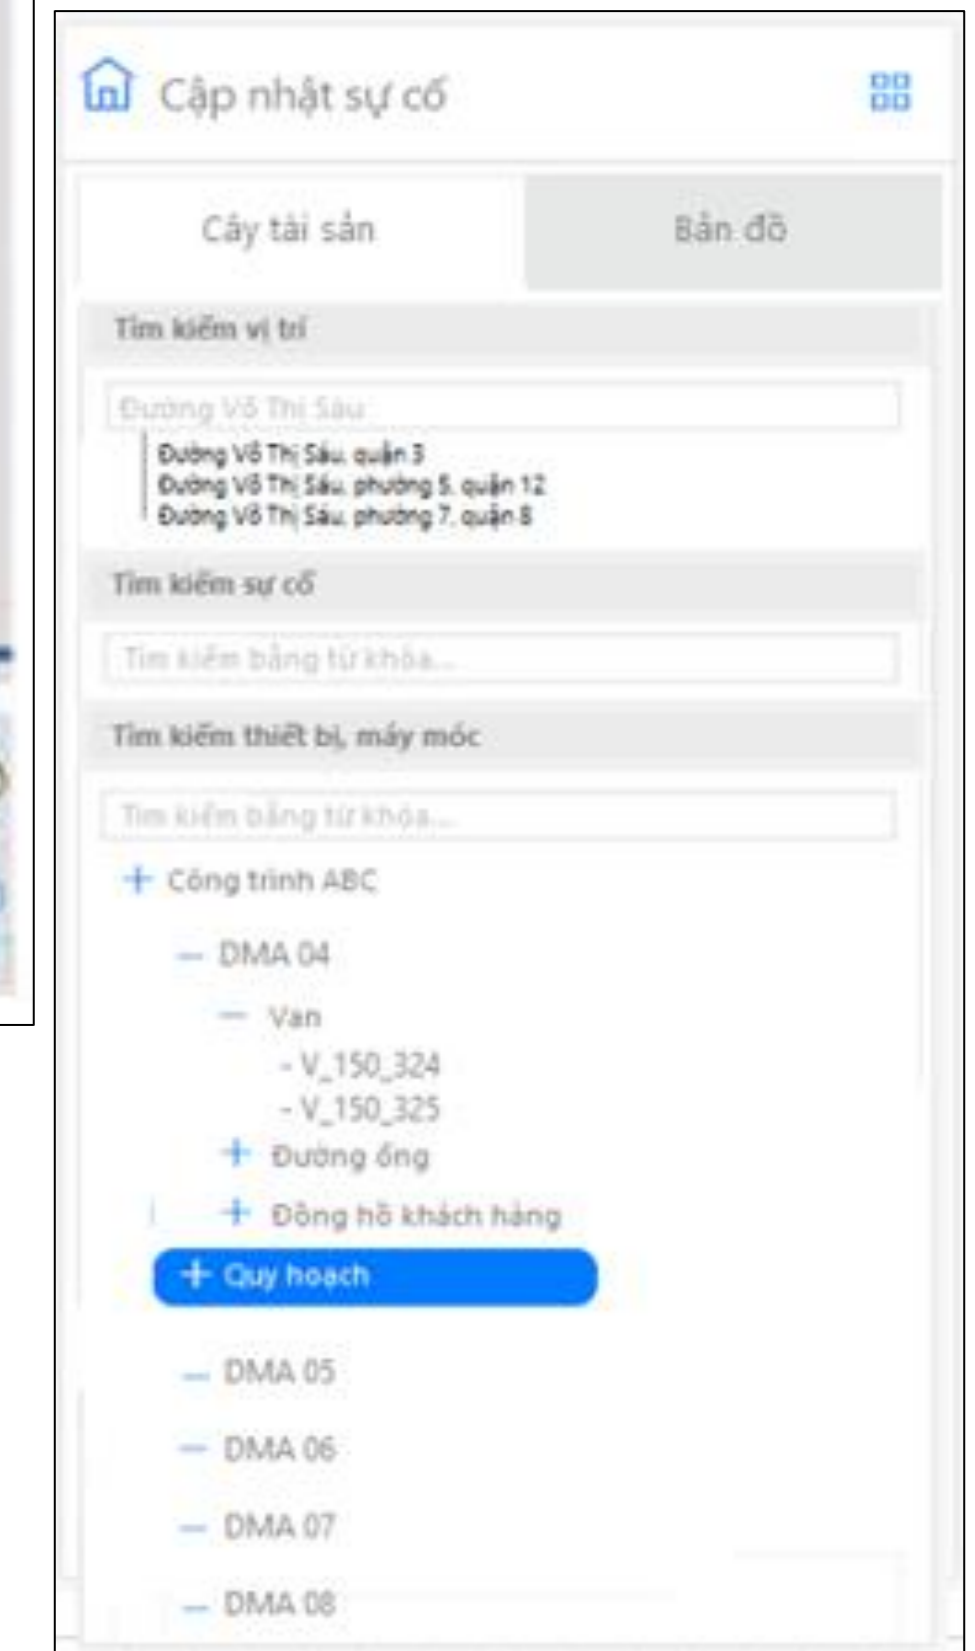 Cập nhật sự cố
Cây tài sản
Bản đồ
Tìm kiếm vị trí
Đường Võ Thị Sáu
Đường Võ Thị Sáu, quận 3
Đường Võ Thị Sáu, phường 5, quận 12
Đường Võ Thị Sáu, phường 7, quận 8
Tìm kiếm sự cố
Tìm kiếm bằng từ khóa...
Tìm kiếm thiết bị, máy móc
Tìm kiếm bằng từ khóa...
+ Công trình ABC
— DMA 04
— Van
- V_150_324
- V_150_325
+ Đường ống
+ Đồng hồ khách hàng
+ Quy hoạch
— DMA 05
— DMA 06
— DMA 07
— DMA 08